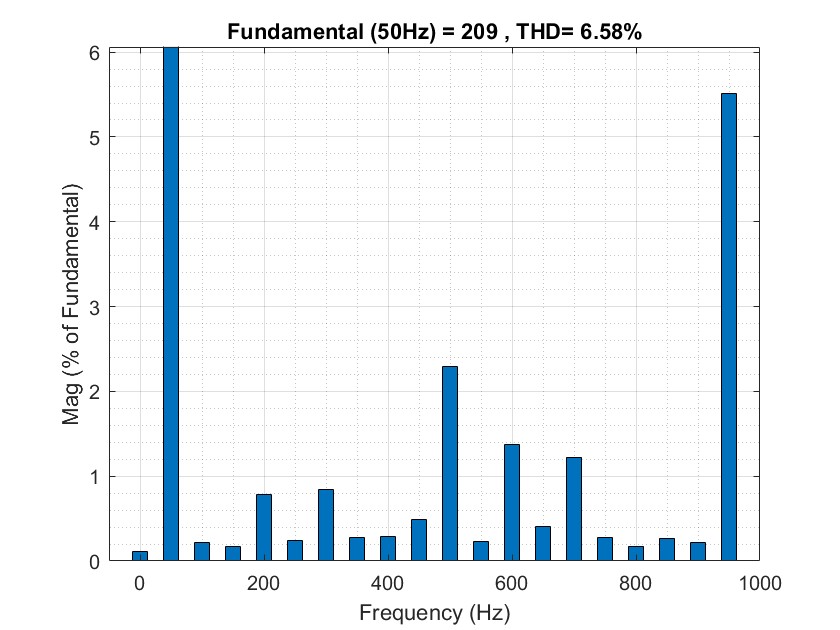 Fundamental (50Hz) = 209 , THD= 6.58%
6
5
4
3
2
1
0
Mag (% of Fundamental)
0 200 400 600 800 1000
Frequency (Hz)